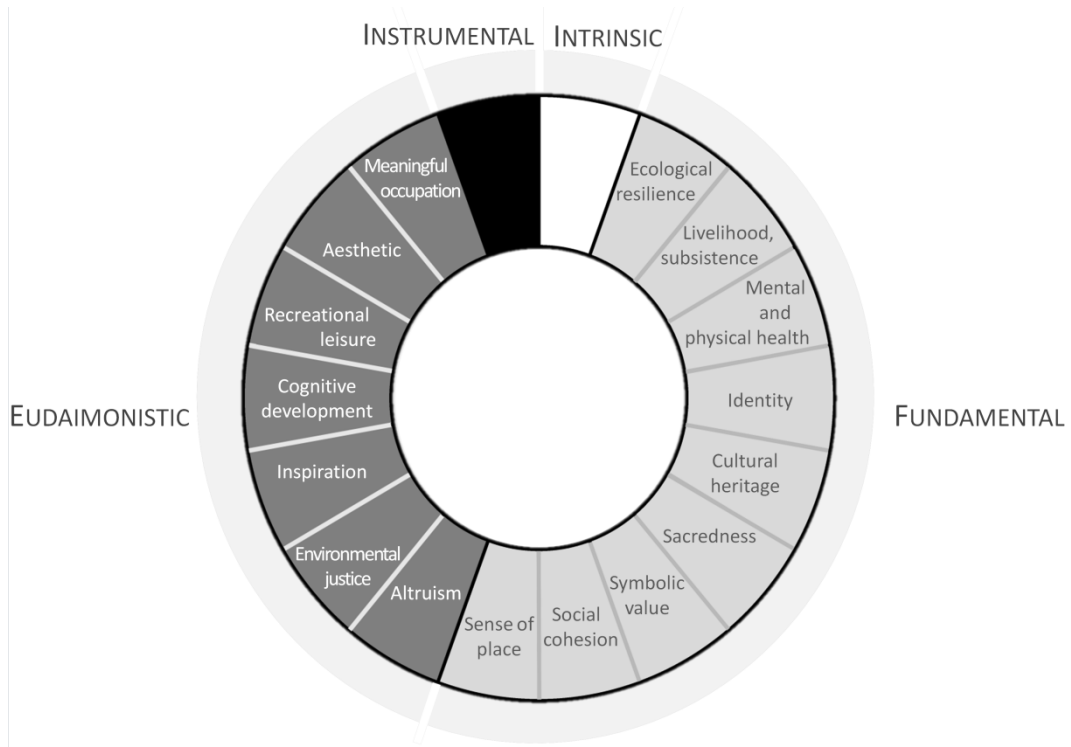 INSTRUMENTAL
INTRINSIC
Meaningful
occupation
Aesthetic
Recreational
leisure
Cognitive
development
EUDAIMONISTIC
Inspiration
Environmental
justice
Altruism
Ecological
resilience
Livelihood,
subsistence
Mental
and
physical health
Identity
FUNDAMENTAL
Cultural
heritage
Sacredness
Symbolic
value
Social
cohesion
Sense of
place